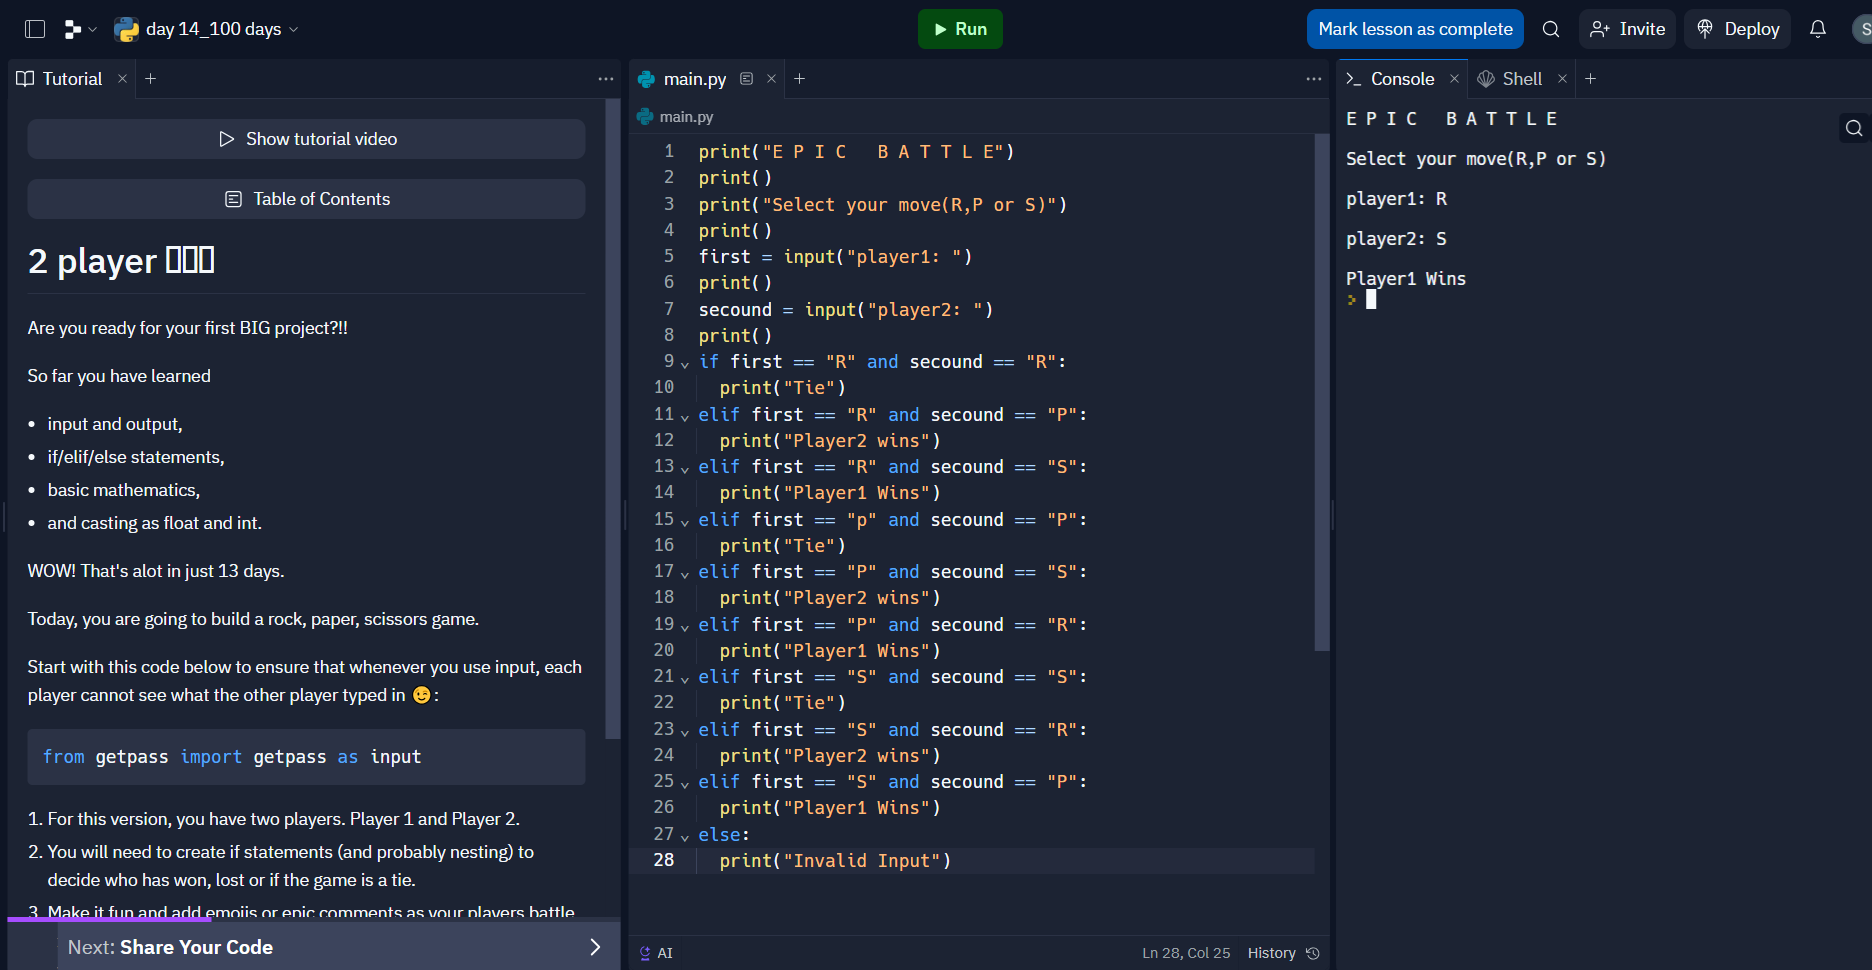 day 14_100 days
Run
Mark lesson as complete
Invite
Deploy
S
Tutorial
main.py
Console
Shell
Show tutorial video
Table of Contents
2 player
Are you ready for your first BIG project?!!
So far you have learned
• input and output,
• if/elif/else statements,
• basic mathematics,
• and casting as float and int.
WOW! That's alot in just 13 days.
Today, you are going to build a rock, paper, scissors game.
Start with this code below to ensure that whenever you use input, each
player cannot see what the other player typed in 😉:
from getpass import getpass as input
1. For this version, you have two players. Player 1 and Player 2.
2. You will need to create if statements (and probably nesting) to
decide who has won, lost or if the game is a tie.
3. Make it fun and add emojis or epic comments as your players battle
Next: Share Your Code
main.py
1 print("E P I C   B A T T L E")
2 print()
3 print("Select your move(R,P or S)")
4 print()
5 first = input("player1: ")
6 print()
7 secound = input("player2: ")
8 print()
9 if first == "R" and secound == "R":
10   print("Tie")
11 elif first == "R" and secound == "P":
12   print("Player2 wins")
13 elif first == "R" and secound == "S":
14   print("Player1 Wins")
15 elif first == "p" and secound == "P":
16   print("Tie")
17 elif first == "P" and secound == "S":
18   print("Player2 wins")
19 elif first == "P" and secound == "R":
20   print("Player1 Wins")
21 elif first == "S" and secound == "S":
22   print("Tie")
23 elif first == "S" and secound == "R":
24   print("Player2 wins")
25 elif first == "S" and secound == "P":
26   print("Player1 Wins")
27 else:
28   print("Invalid Input")
AI
Ln 28, Col 25
History
E P I C   B A T T L E
Select your move(R,P or S)
player1: R
player2: S
Player1 Wins